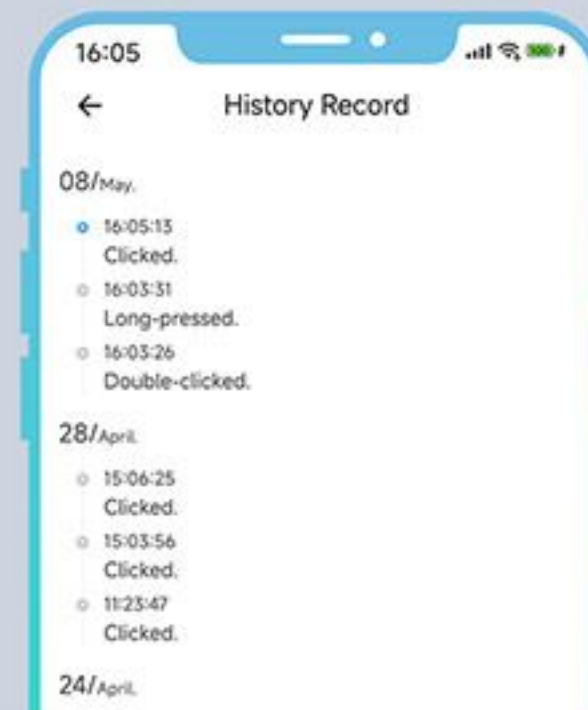 16:05
History Record
08/May.
16:05:13
Clicked.
16:03:31
Long-pressed.
16:03:26
Double-clicked.
28/April.
15:06:25
Clicked.
15:03:56
Clicked.
11:23:47
Clicked.
24/April.